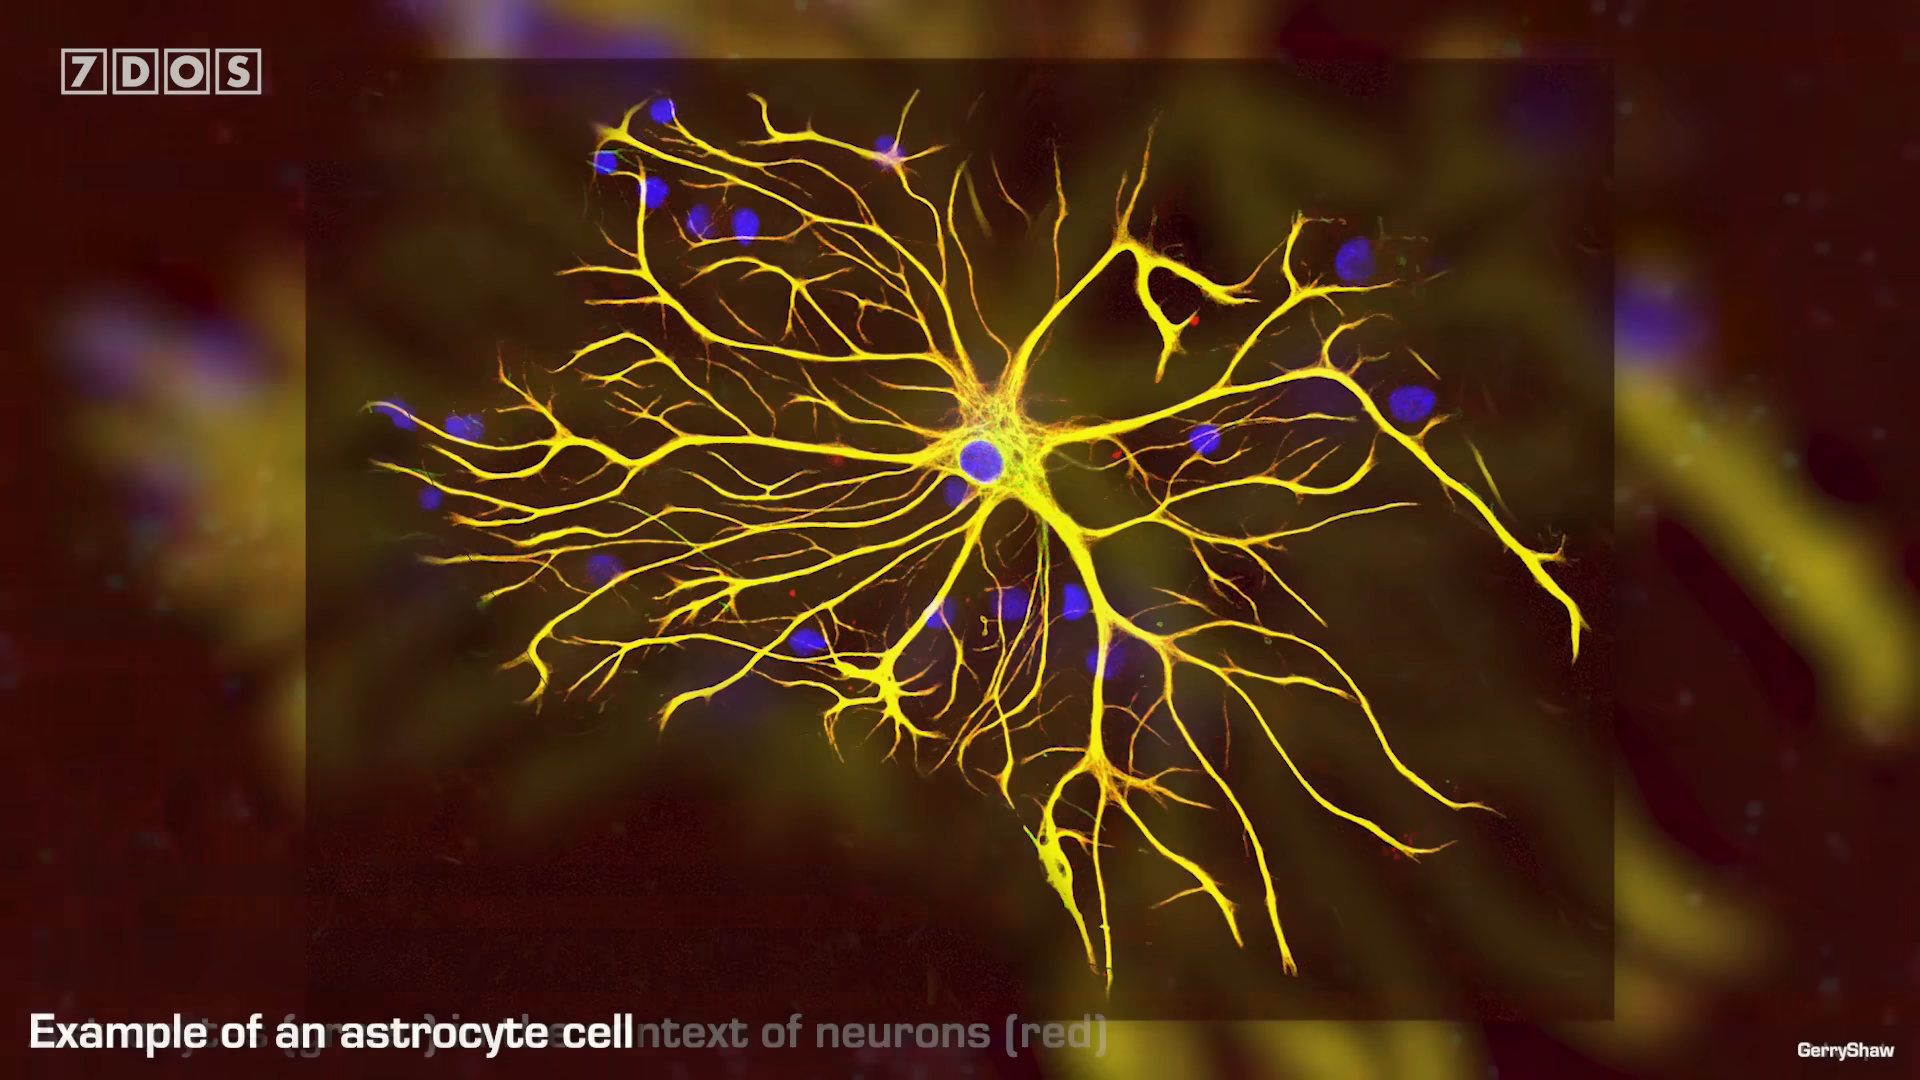 7DOS
Example of an astrocyte cell
ntext of neurons (red)
GerryShaw